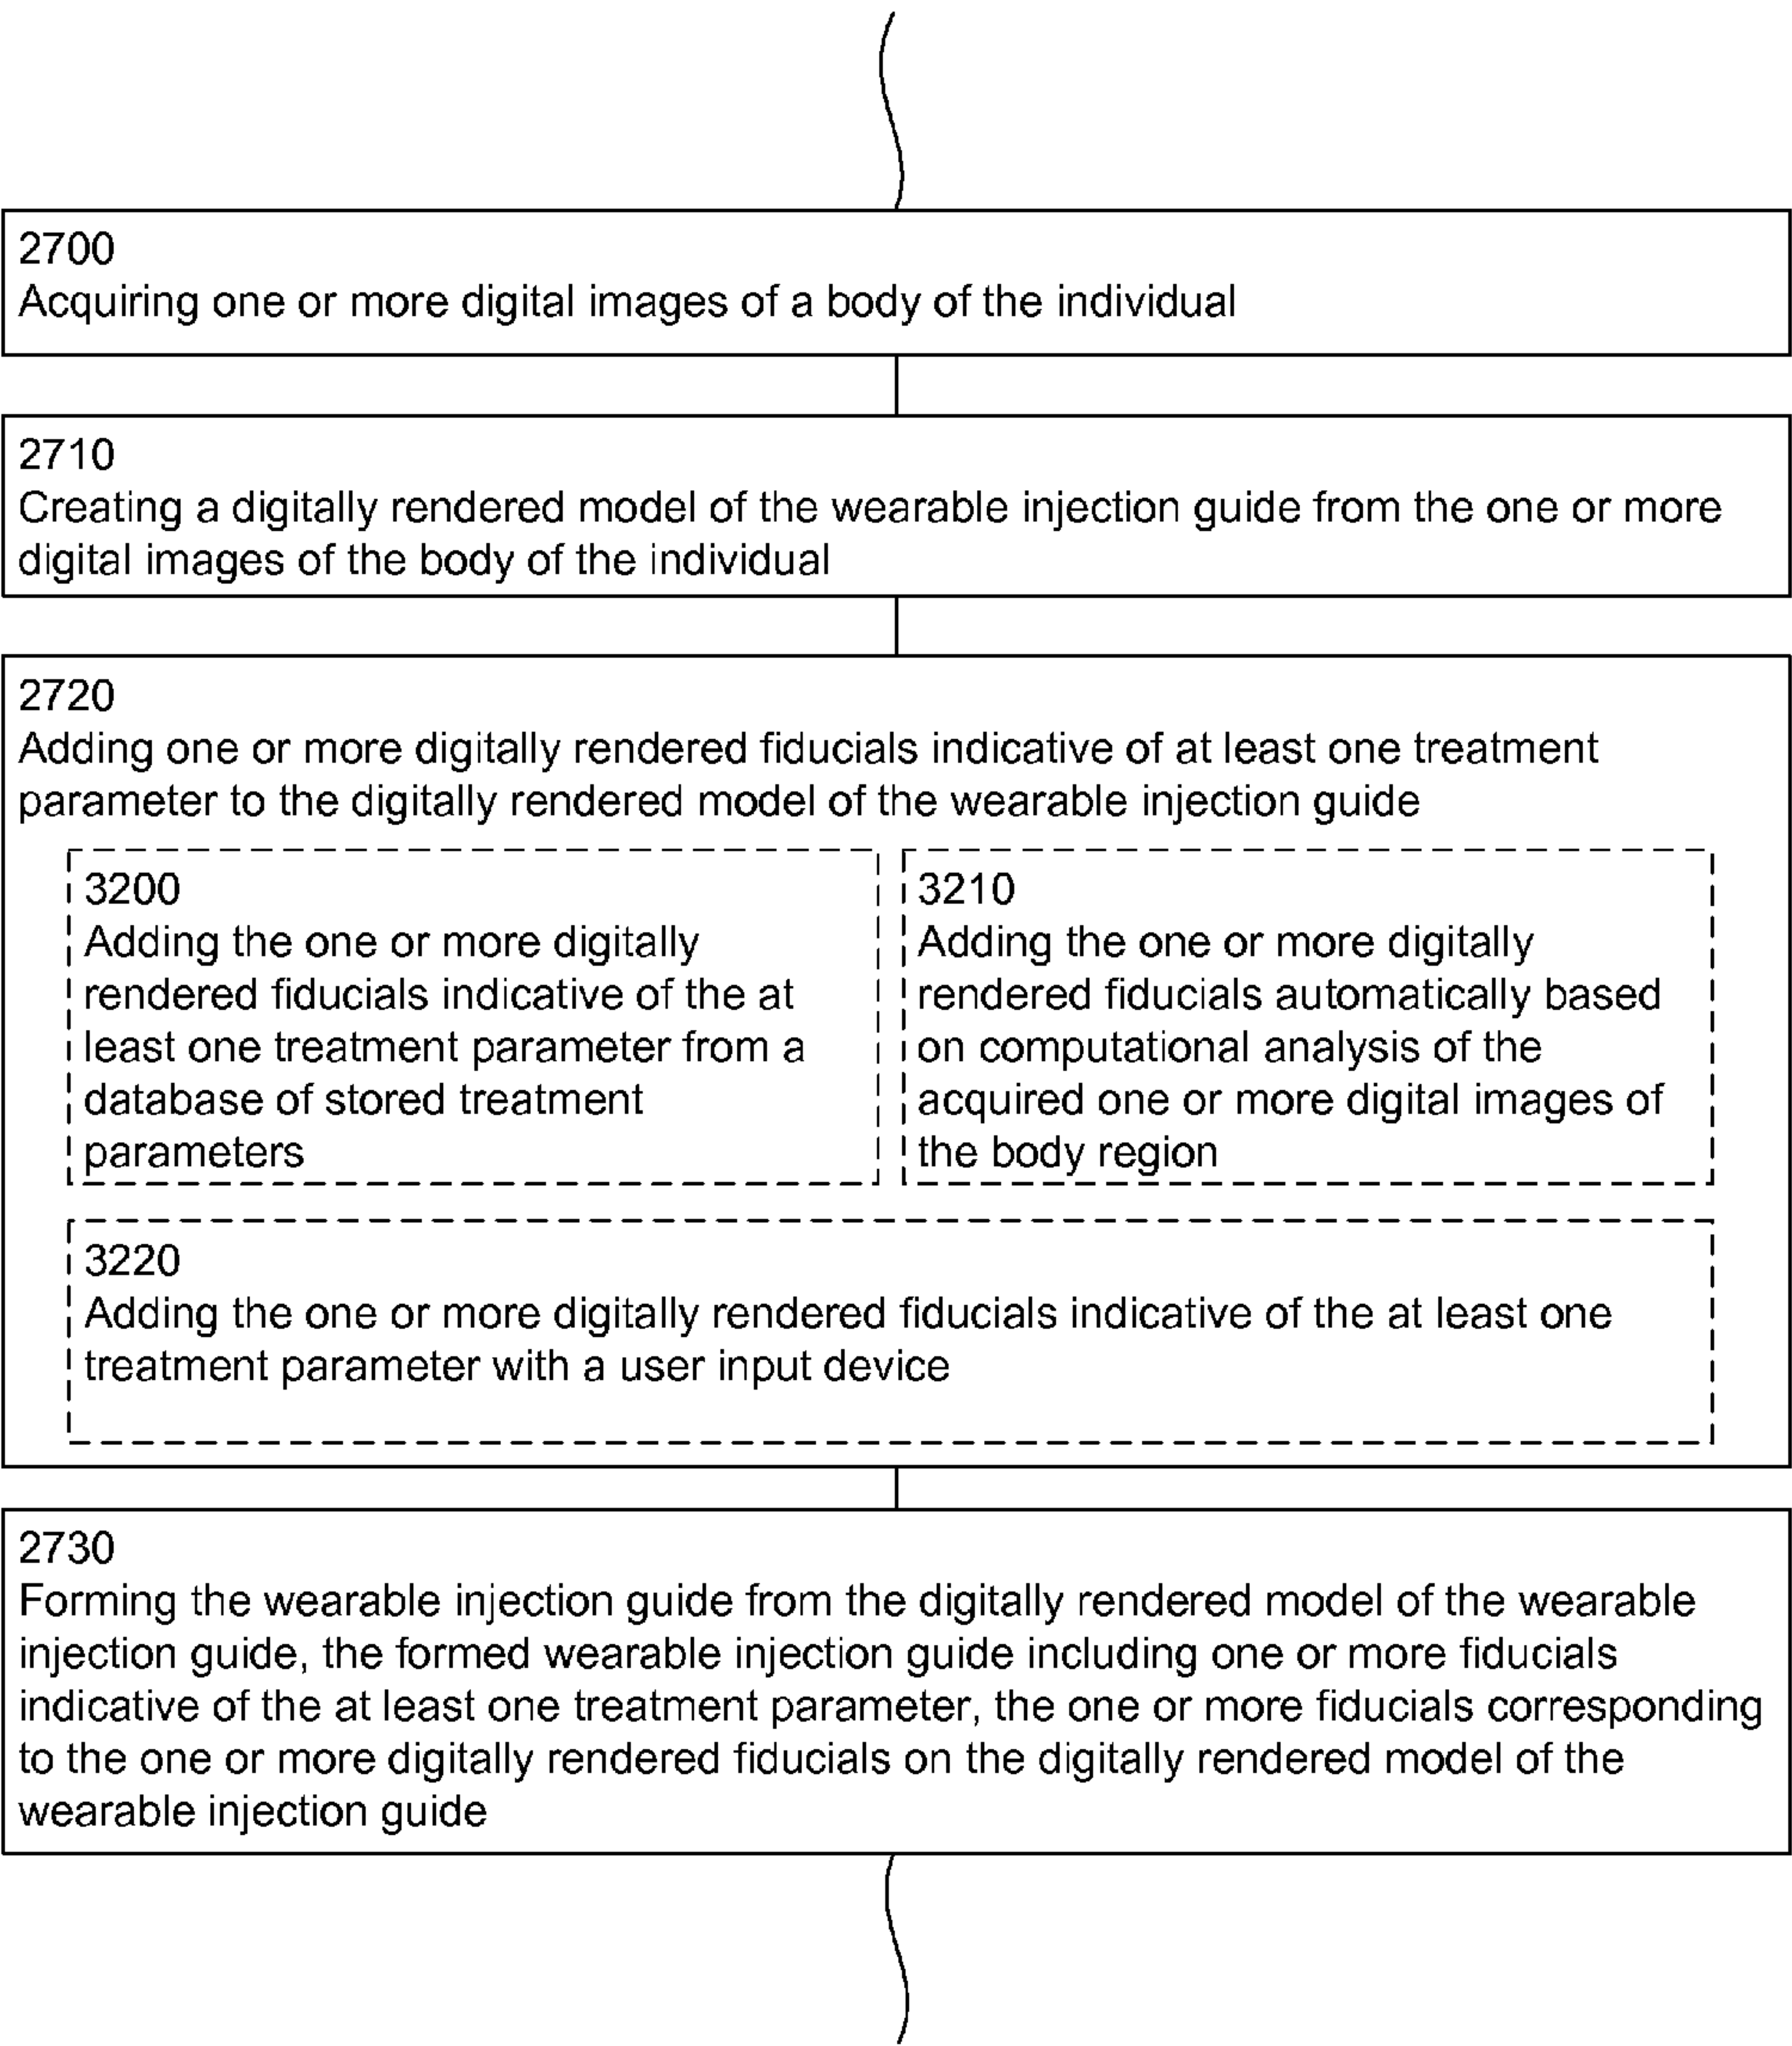 2700
Acquiring one or more digital images of a body of the individual
2710
Creating a digitally rendered model of the wearable injection guide from the one or more
digital images of the body of the individual
2720
Adding one or more digitally rendered fiducials indicative of at least one treatment
parameter to the digitally rendered model of the wearable injection guide
3200
Adding the one or more digitally
rendered fiducials indicative of the at
least one treatment parameter from a
database of stored treatment
parameters
3210
Adding the one or more digitally
rendered fiducials automatically based
on computational analysis of the
acquired one or more digital images of
the body region
3220
Adding the one or more digitally rendered fiducials indicative of the at least one
treatment parameter with a user input device
2730
Forming the wearable injection guide from the digitally rendered model of the wearable
injection guide, the formed wearable injection guide including one or more fiducials
indicative of the at least one treatment parameter, the one or more fiducials corresponding
to the one or more digitally rendered fiducials on the digitally rendered model of the
wearable injection guide